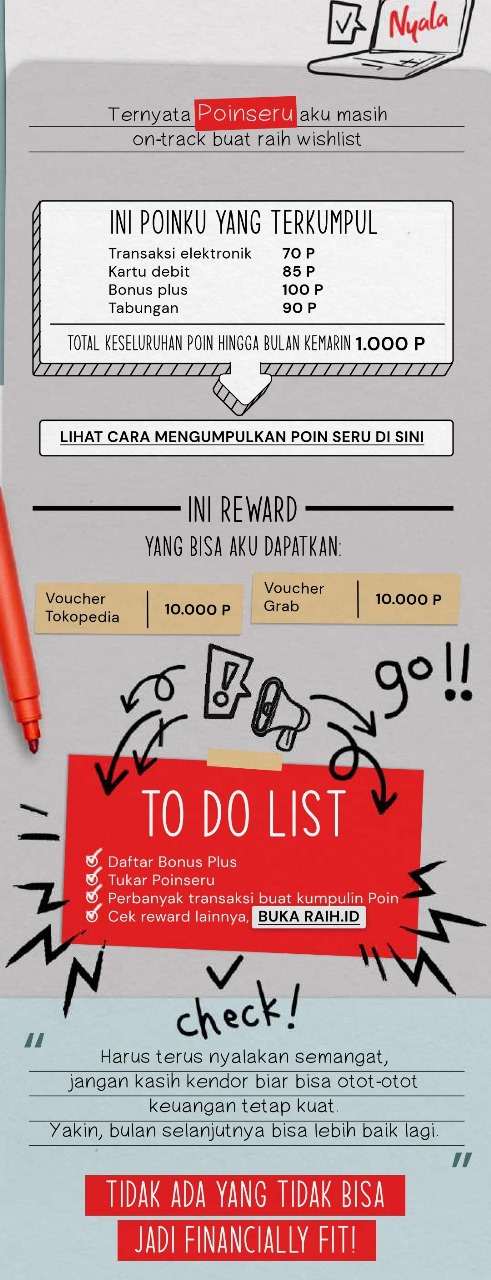 Nyala
Ternyata Poinseru aku masih
on-track buat raih wishlist
INI POINKU YANG TERKUMPUL
Transaksi elektronik 70 P
Kartu debit 85 P
Bonus plus 100 P
Tabungan 90 P
TOTAL KESELURUHAN POIN HINGGA BULAN KEMARIN 1.000 P
LIHAT CARA MENGUMPULKAN POIN SERU DI SINI
INI REWARD
YANG BISA AKU DAPATKAN:
Voucher
Tokopedia
10.000 P
Voucher
Grab
10.000 P
go!!
TO DO LIST
Daftar Bonus Plus
Tukar Poinseru
Perbanyak transaksi buat kumpulin Poin
Cek reward lainnya, BUKA RAIH.ID
check!
"
Harus terus nyalakan semangat,
jangan kasih kendor biar bisa otot-otot
keuangan tetap kuat.
Yakin, bulan selanjutnya bisa lebih baik lagi.
"
TIDAK ADA YANG TIDAK BISA
JADI FINANCIALLY FIT!